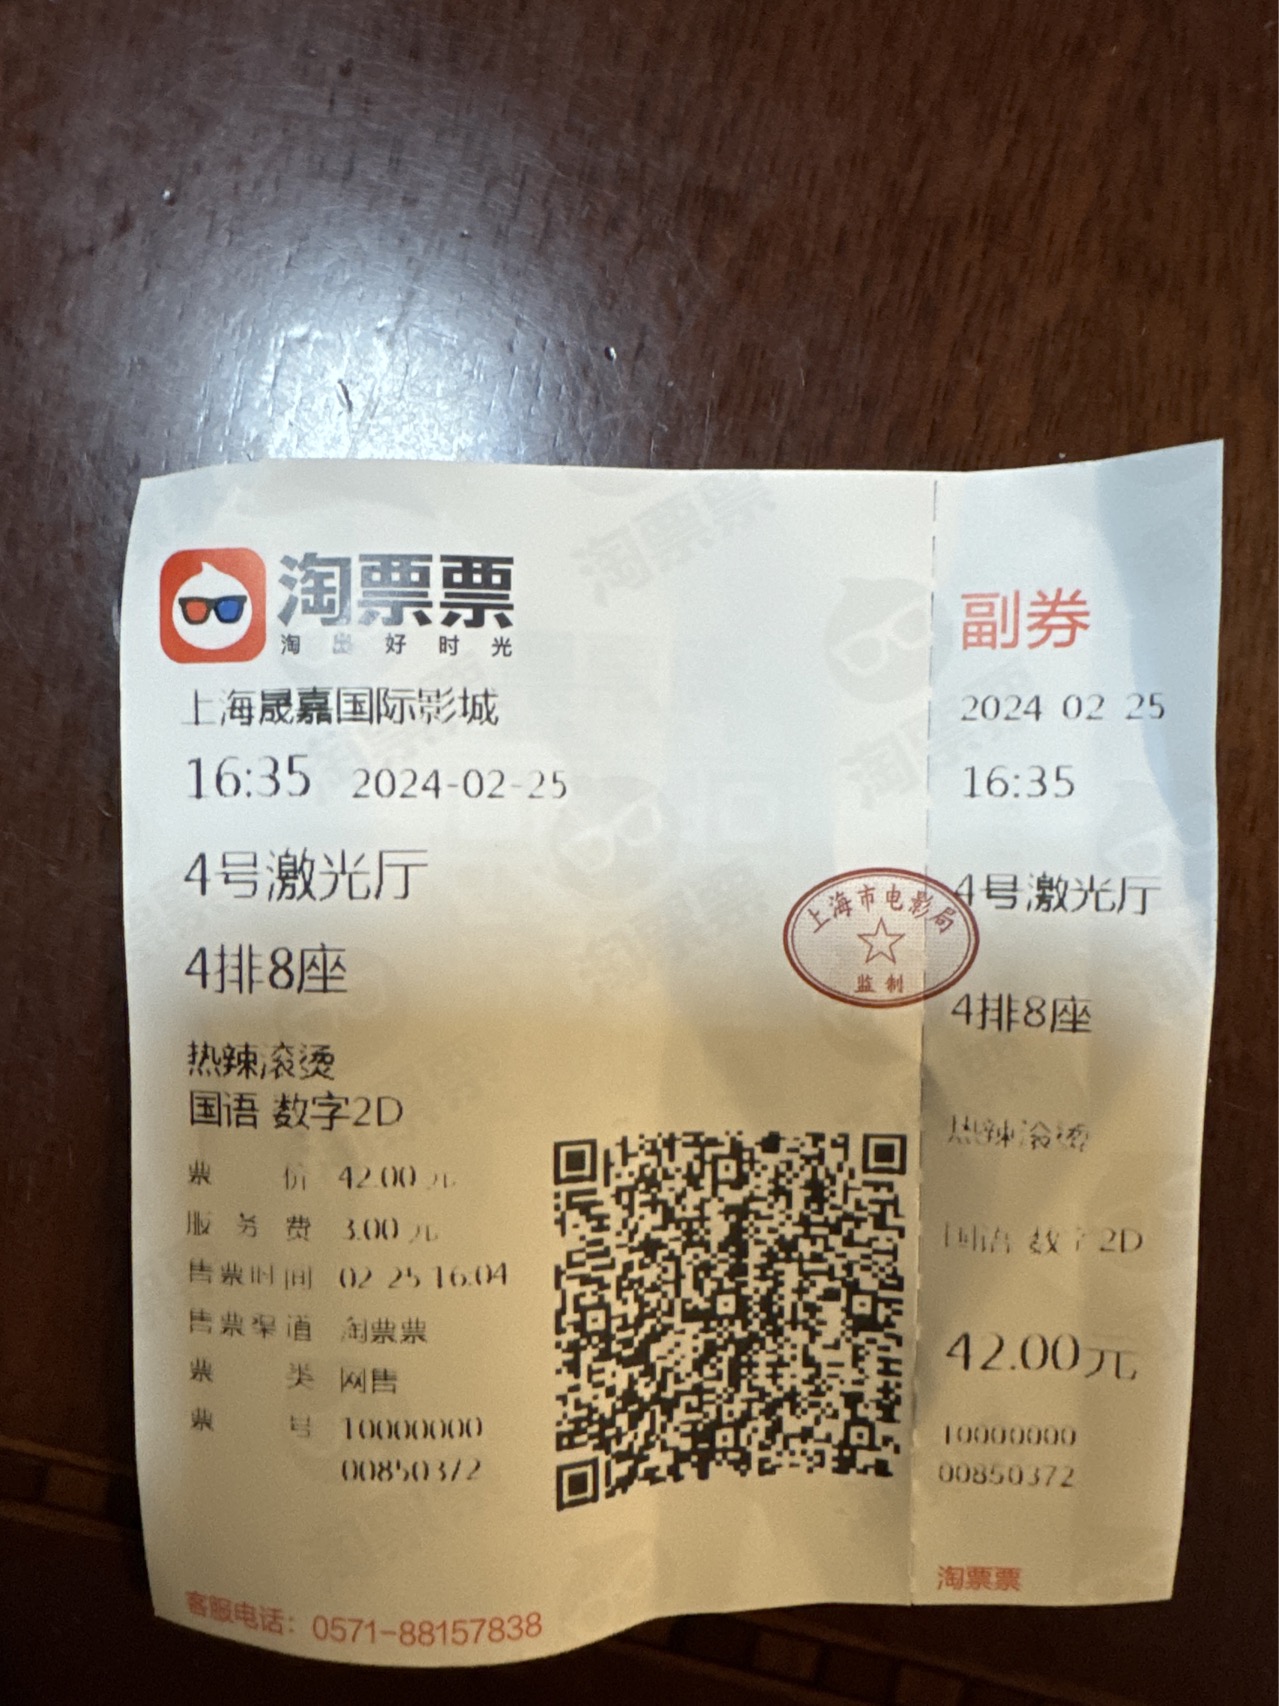 淘票票
淘出好时光
上海晟嘉国际影城
16:35 2024-02-25
4号激光厅
4排8座
热辣滚烫
国语 数字2D
票价 42.00元
服务费 3.00元
售票时间 02-25 16:04
售票渠道 淘票票
票类 网售
票号 10000000
00850372
客服电话：0571-88157838
上海市电影局
监制
副券
2024 02 25
16:35
4号激光厅
4排8座
热辣滚烫
国语 数字2D
42.00元
10000000
00850372
淘票票